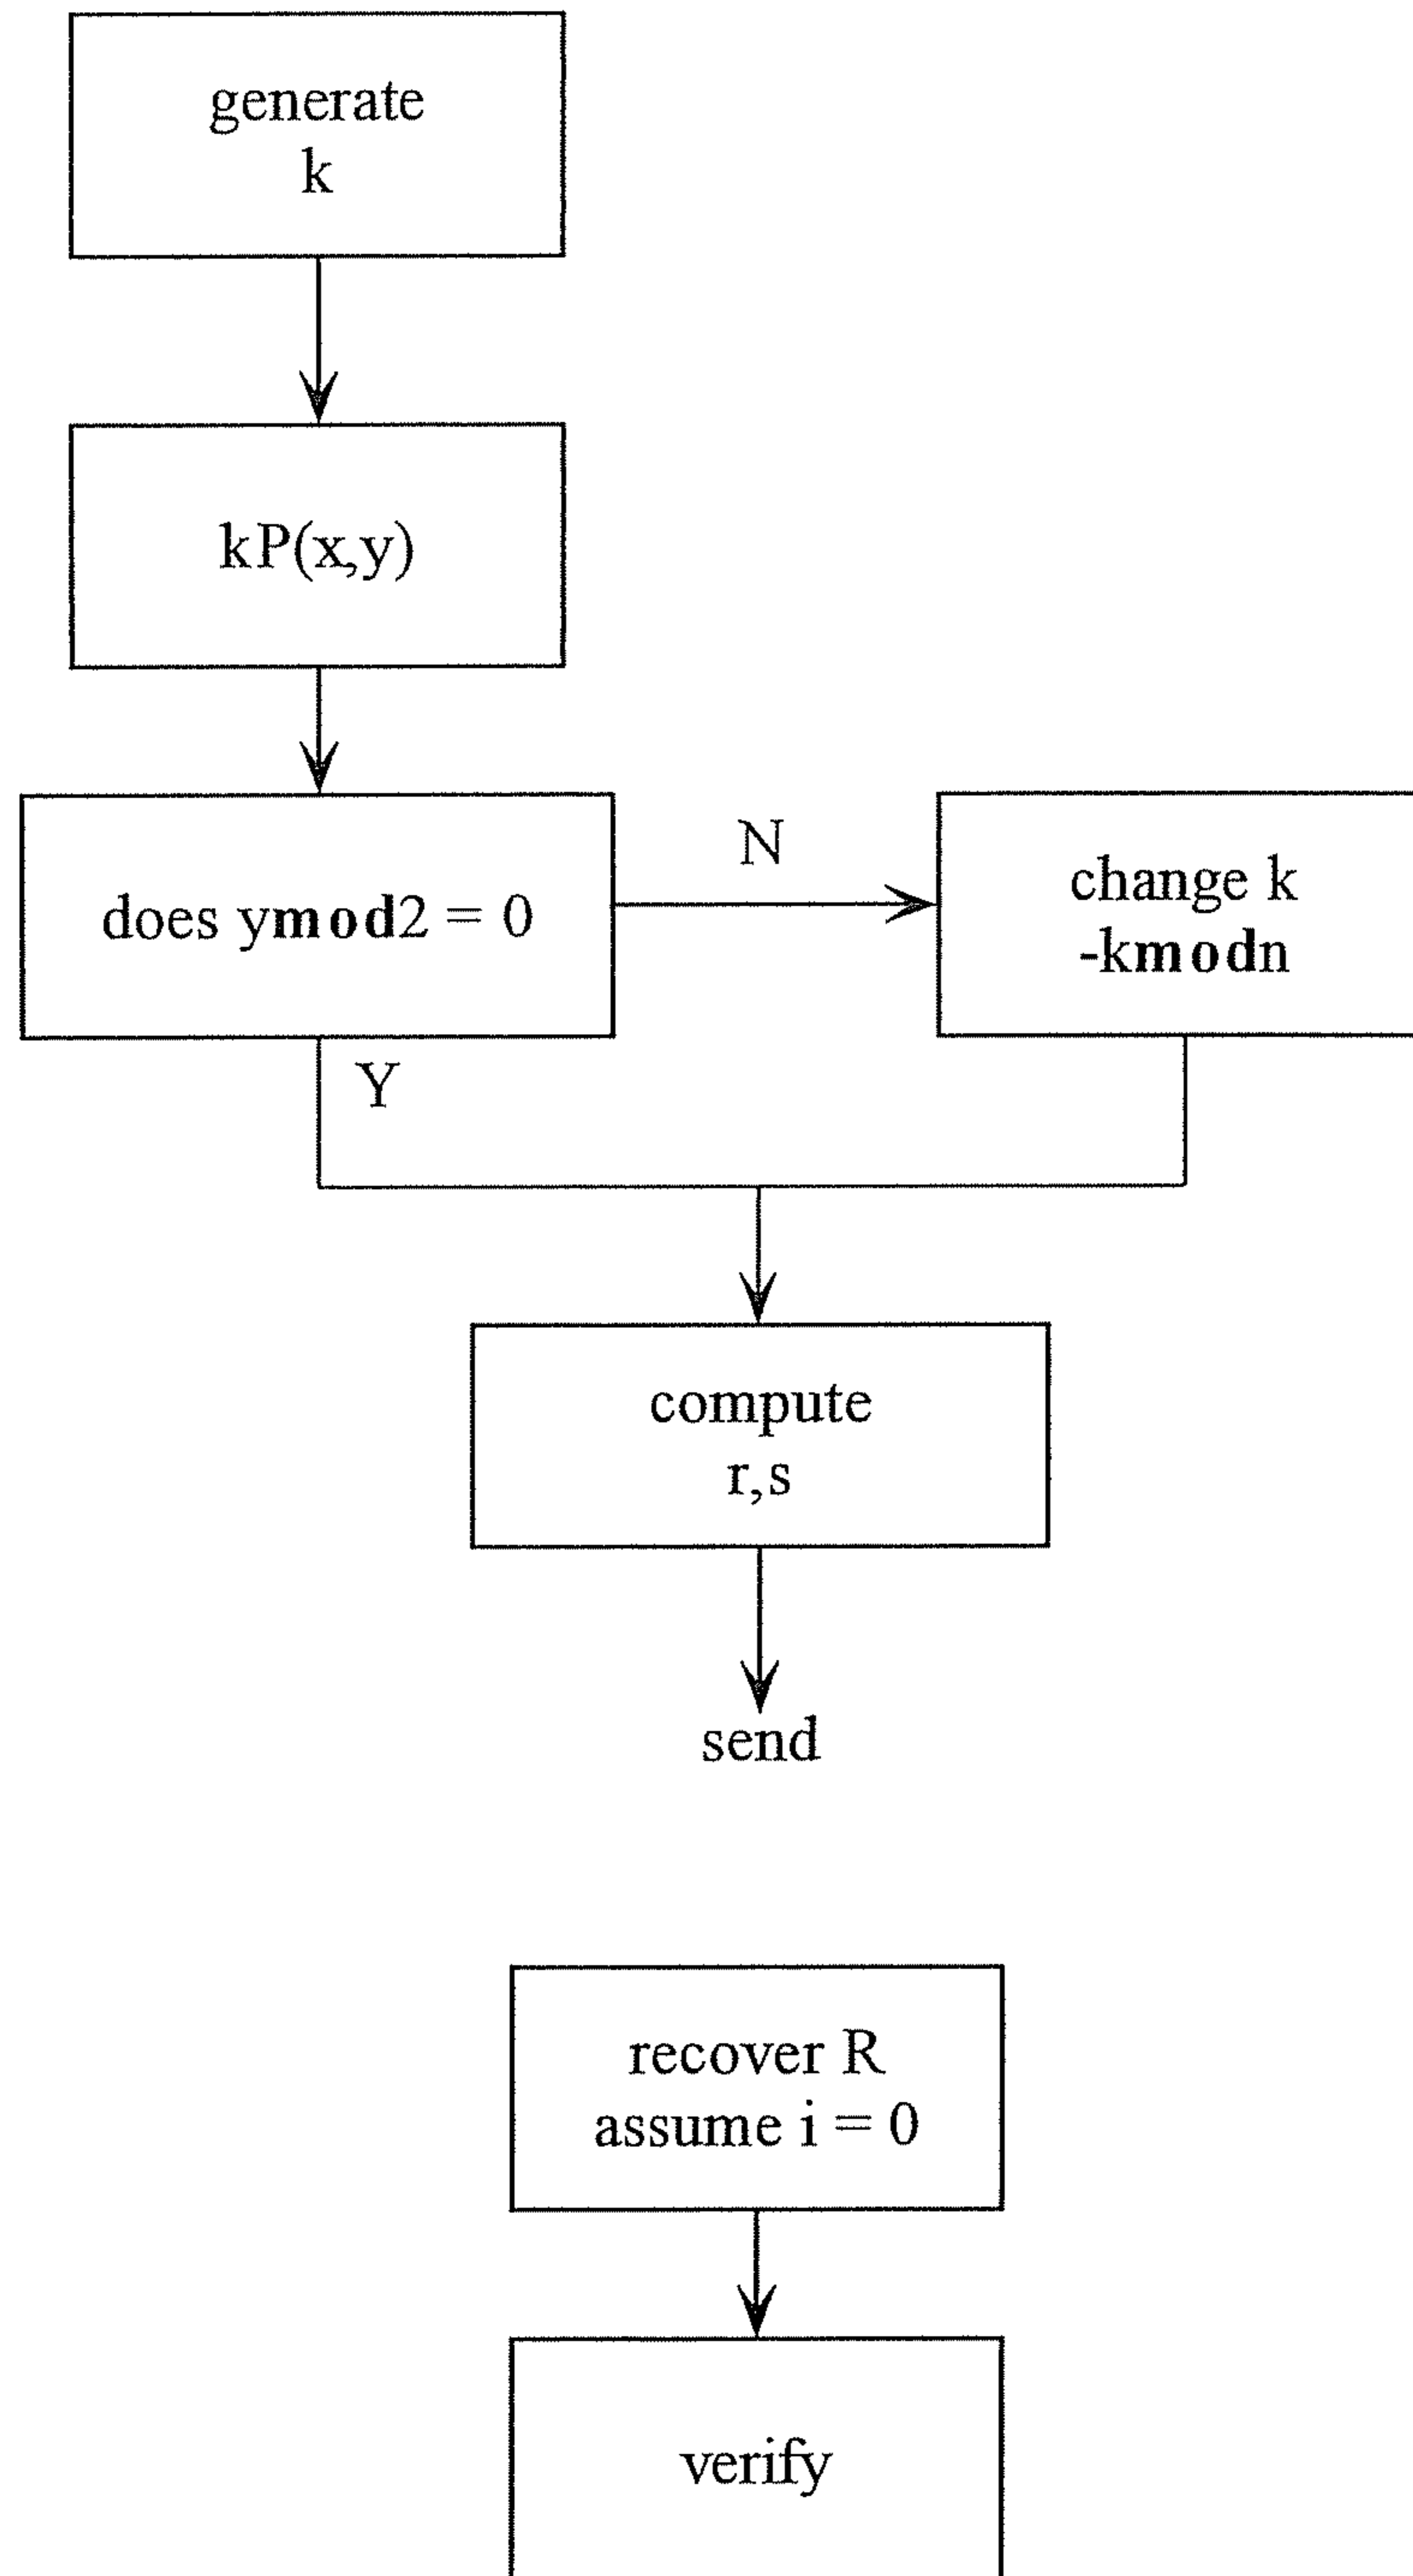 generate
k
kP(x,y)
does ymod2 = 0
N
change k
-kmodn
Y
compute
r,s
send
recover R
assume i = 0
verify